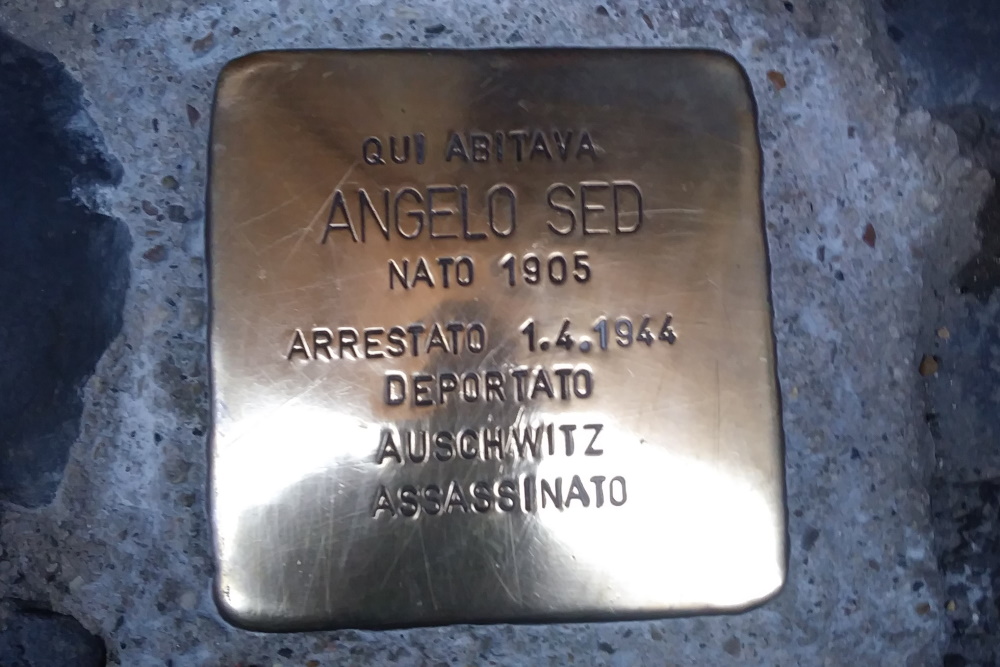 QUI ABITAVA
ANGELO SED
NATO 1905
ARRESTATO 1.4.1944
DEPORTATO
AUSCHWITZ
ASSASSINATO